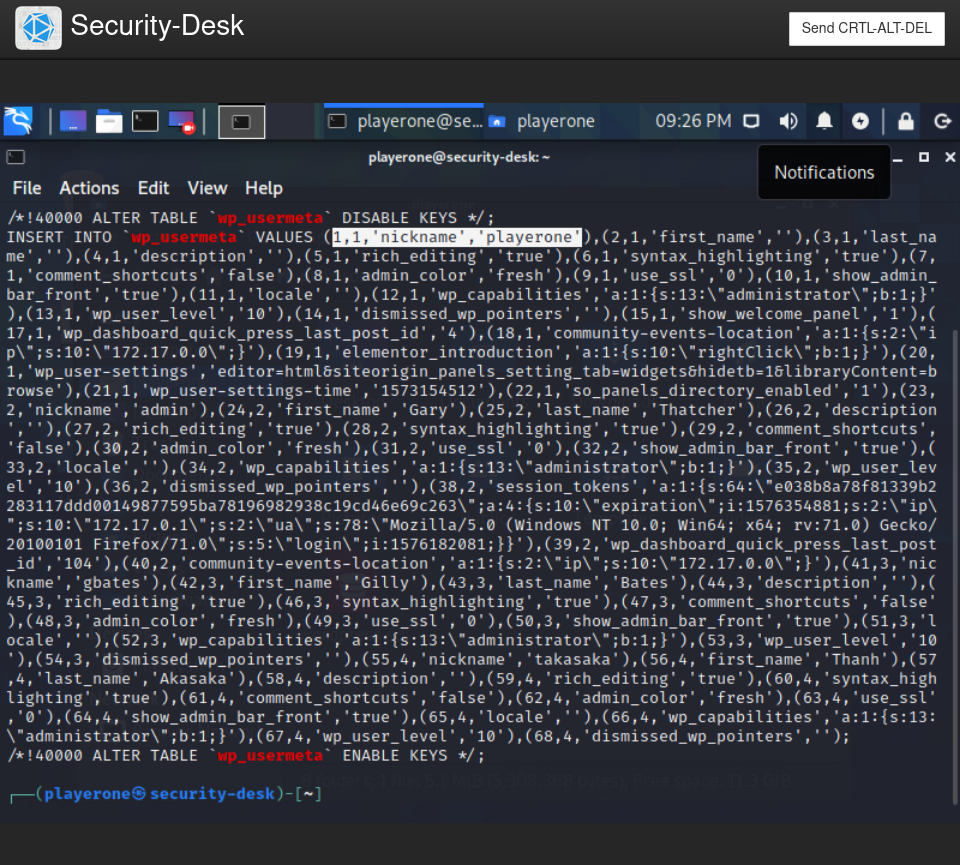 Security-Desk
Send CRTL-ALT-DEL
playerone@se...
playerone
09:26 PM
playerone@security-desk: ~
Notifications
File Actions Edit View Help
/*!40000 ALTER TABLE `wp_usermeta` DISABLE KEYS */;
INSERT INTO `wp_usermeta` VALUES (1,1,'nickname','playerone'),(2,1,'first_name',''),(3,1,'last_na
me',''),(4,1,'description',''),(5,1,'rich_editing','true'),(6,1,'syntax_highlighting','true'),(7,
1,'comment_shortcuts','false'),(8,1,'admin_color','fresh'),(9,1,'use_ssl','0'),(10,1,'show_admin_
bar_front','true'),(11,1,'locale',''),(12,1,'wp_capabilities','a:1:{s:13:\"administrator\";b:1;}'
),(13,1,'wp_user_level','10'),(14,1,'dismissed_wp_pointers',''),(15,1,'show_welcome_panel','1'),(
17,1,'wp_dashboard_quick_press_last_post_id','4'),(18,1,'community-events-location','a:1:{s:2:\"i
p\";s:10:\"172.17.0.0\";}'),(19,1,'elementor_introduction','a:1:{s:10:\"rightClick\";b:1;}'),(20,
1,'wp_user-settings','editor=html&siteorigin_panels_setting_tab=widgets&hidetb=1&libraryContent=b
rowse'),(21,1,'wp_user-settings-time','1573154512'),(22,1,'so_panels_directory_enabled','1'),(23,
2,'nickname','admin'),(24,2,'first_name','Gary'),(25,2,'last_name','Thatcher'),(26,2,'description
',''),(27,2,'rich_editing','true'),(28,2,'syntax_highlighting','true'),(29,2,'comment_shortcuts',
'false'),(30,2,'admin_color','fresh'),(31,2,'use_ssl','0'),(32,2,'show_admin_bar_front','true'),(
33,2,'locale',''),(34,2,'wp_capabilities','a:1:{s:13:\"administrator\";b:1;}'),(35,2,'wp_user_lev
el','10'),(36,2,'dismissed_wp_pointers',''),(38,2,'session_tokens','a:1:{s:64:\"e038b8a78f81339b2
283117ddd00149877595ba78196982938c19cd46e69c263\";a:4:{s:10:\"expiration\";i:1576354881;s:2:\"ip\
";s:10:\"172.17.0.1\";s:2:\"ua\";s:78:\"Mozilla/5.0 (Windows NT 10.0; Win64; x64; rv:71.0) Gecko/
20100101 Firefox/71.0\";s:5:\"login\";i:1576182081;}}'),(39,2,'wp_dashboard_quick_press_last_post
_id','104'),(40,2,'community-events-location','a:1:{s:2:\"ip\";s:10:\"172.17.0.0\";}'),(41,3,'nic
kname','gbates'),(42,3,'first_name','Gilly'),(43,3,'last_name','Bates'),(44,3,'description',''),(
45,3,'rich_editing','true'),(46,3,'syntax_highlighting','true'),(47,3,'comment_shortcuts','false'
),(48,3,'admin_color','fresh'),(49,3,'use_ssl','0'),(50,3,'show_admin_bar_front','true'),(51,3,'l
ocale',''),(52,3,'wp_capabilities','a:1:{s:13:\"administrator\";b:1;}'),(53,3,'wp_user_level','10
'),(54,3,'dismissed_wp_pointers',''),(55,4,'nickname','takasaka'),(56,4,'first_name','Thanh'),(57
,4,'last_name','Akasaka'),(58,4,'description',''),(59,4,'rich_editing','true'),(60,4,'syntax_high
lighting','true'),(61,4,'comment_shortcuts','false'),(62,4,'admin_color','fresh'),(63,4,'use_ssl'
,'0'),(64,4,'show_admin_bar_front','true'),(65,4,'locale',''),(66,4,'wp_capabilities','a:1:{s:13:
\"administrator\";b:1;}'),(67,4,'wp_user_level','10'),(68,4,'dismissed_wp_pointers','');
/*!40000 ALTER TABLE `wp_usermeta` ENABLE KEYS */;
┌──(playerone㉿security-desk)-[~]